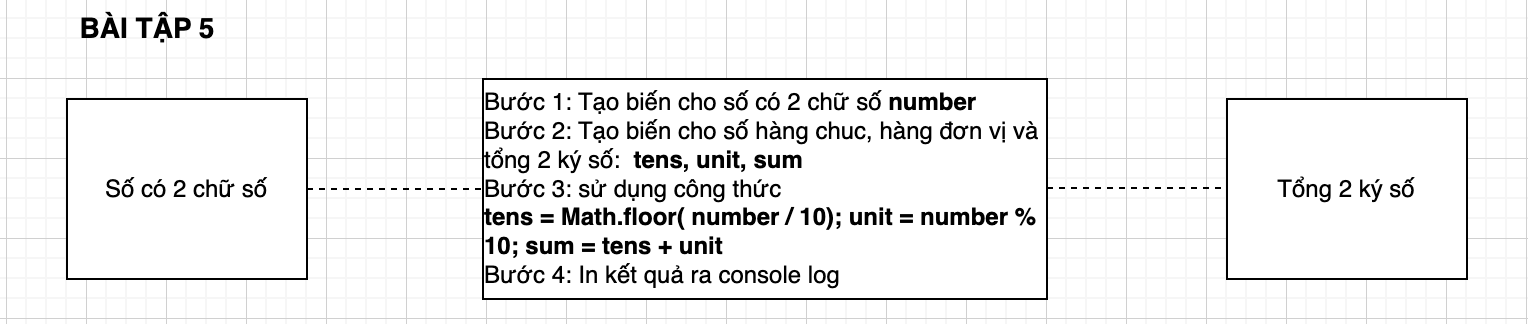 BÀI TẬP 5
Số có 2 chữ số
Bước 1: Tạo biến cho số có 2 chữ số number
Bước 2: Tạo biến cho số hàng chuc, hàng đơn vị và
tổng 2 ký số: tens, unit, sum
Bước 3: sử dụng công thức
tens = Math.floor( number / 10); unit = number %
10; sum = tens + unit
Bước 4: In kết quả ra console log
Tổng 2 ký số